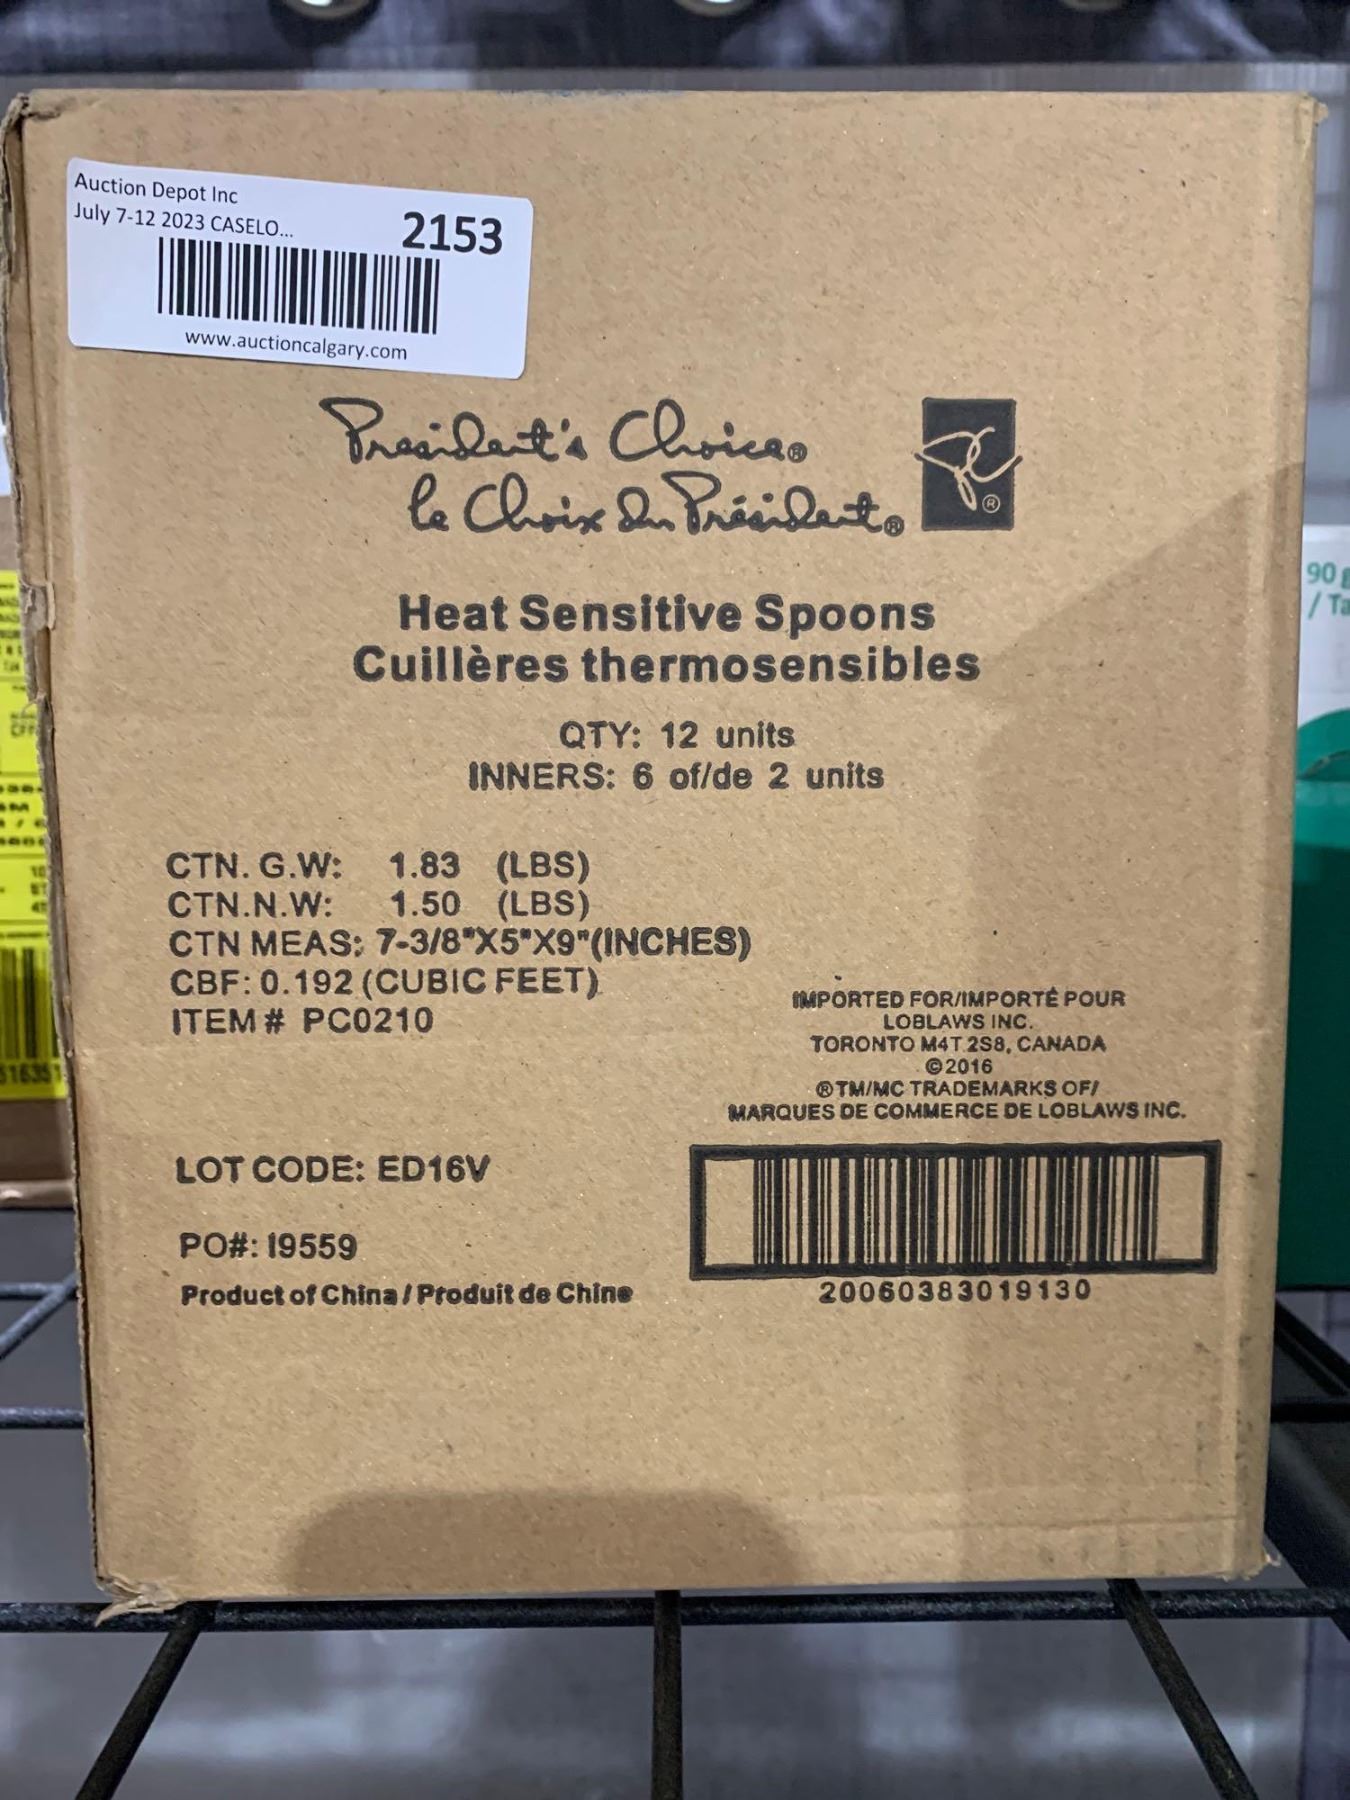 Auction Depot Inc
July 7-12 2023 CASELO...
2153
www.auctioncalgary.com
President's Choice®
le Choix du Président®
®
Heat Sensitive Spoons
Cuillères thermosensibles
QTY: 12 units
INNERS: 6 of/de 2 units
CTN. G.W: 1.83 (LBS)
CTN.N.W: 1.50 (LBS)
CTN MEAS: 7-3/8"X5"X9"(INCHES)
CBF: 0.192 (CUBIC FEET)
ITEM # PC0210
IMPORTED FOR/IMPORTÉ POUR
LOBLAWS INC.
TORONTO M4T 2S8, CANADA
©2016
®TM/MC TRADEMARKS OF/
MARQUES DE COMMERCE DE LOBLAWS INC.
LOT CODE: ED16V
PO#: I9559
Product of China / Produit de Chine
20060383019130
90
/ Ta